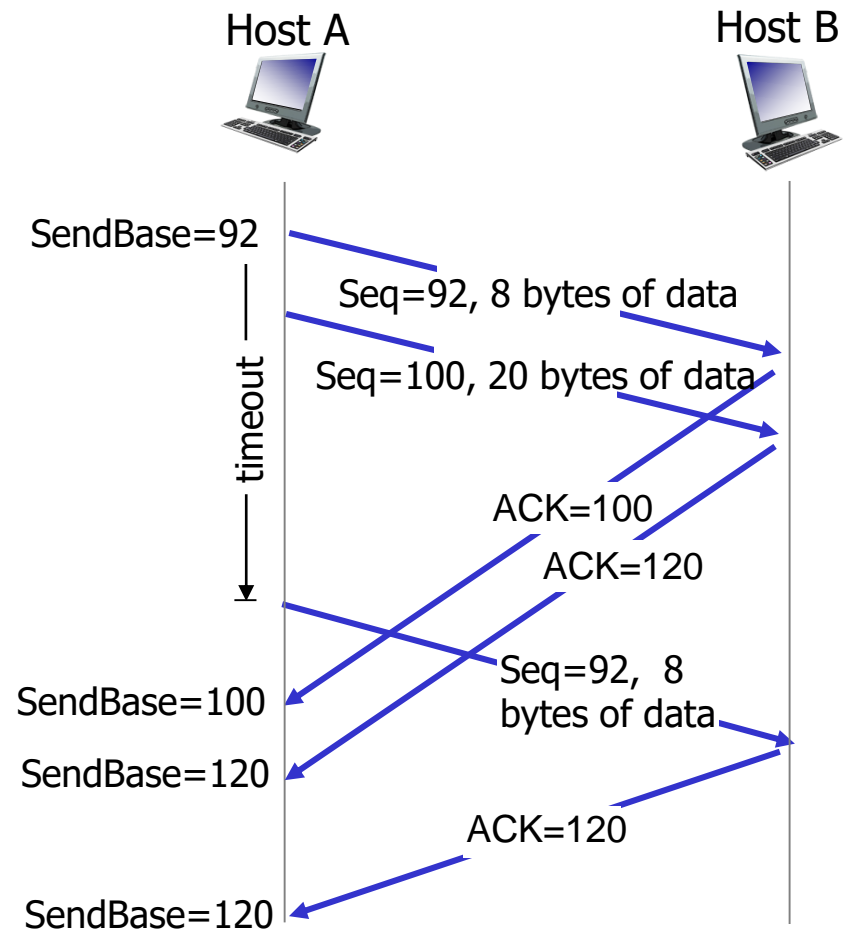 Host A
Host B
SendBase=92
Seq=92, 8 bytes of data
Seq=100, 20 bytes of data
timeout
ACK=100
ACK=120
Seq=92, 8
bytes of data
SendBase=100
SendBase=120
ACK=120
SendBase=120